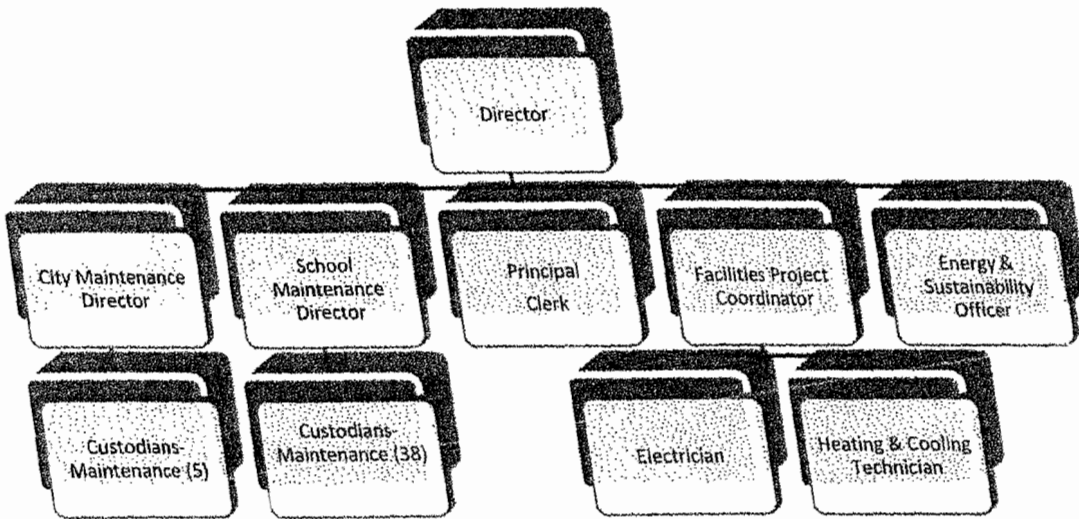 Director
City Maintenance
Director
School
Maintenance
Director
Principal
Clerk
Facilities Project
Coordinator
Energy &
Sustainability
Officer
Custodians-
Maintenance (5)
Custodians-
Maintenance (38)
Electrician
Heating & Cooling
Technician